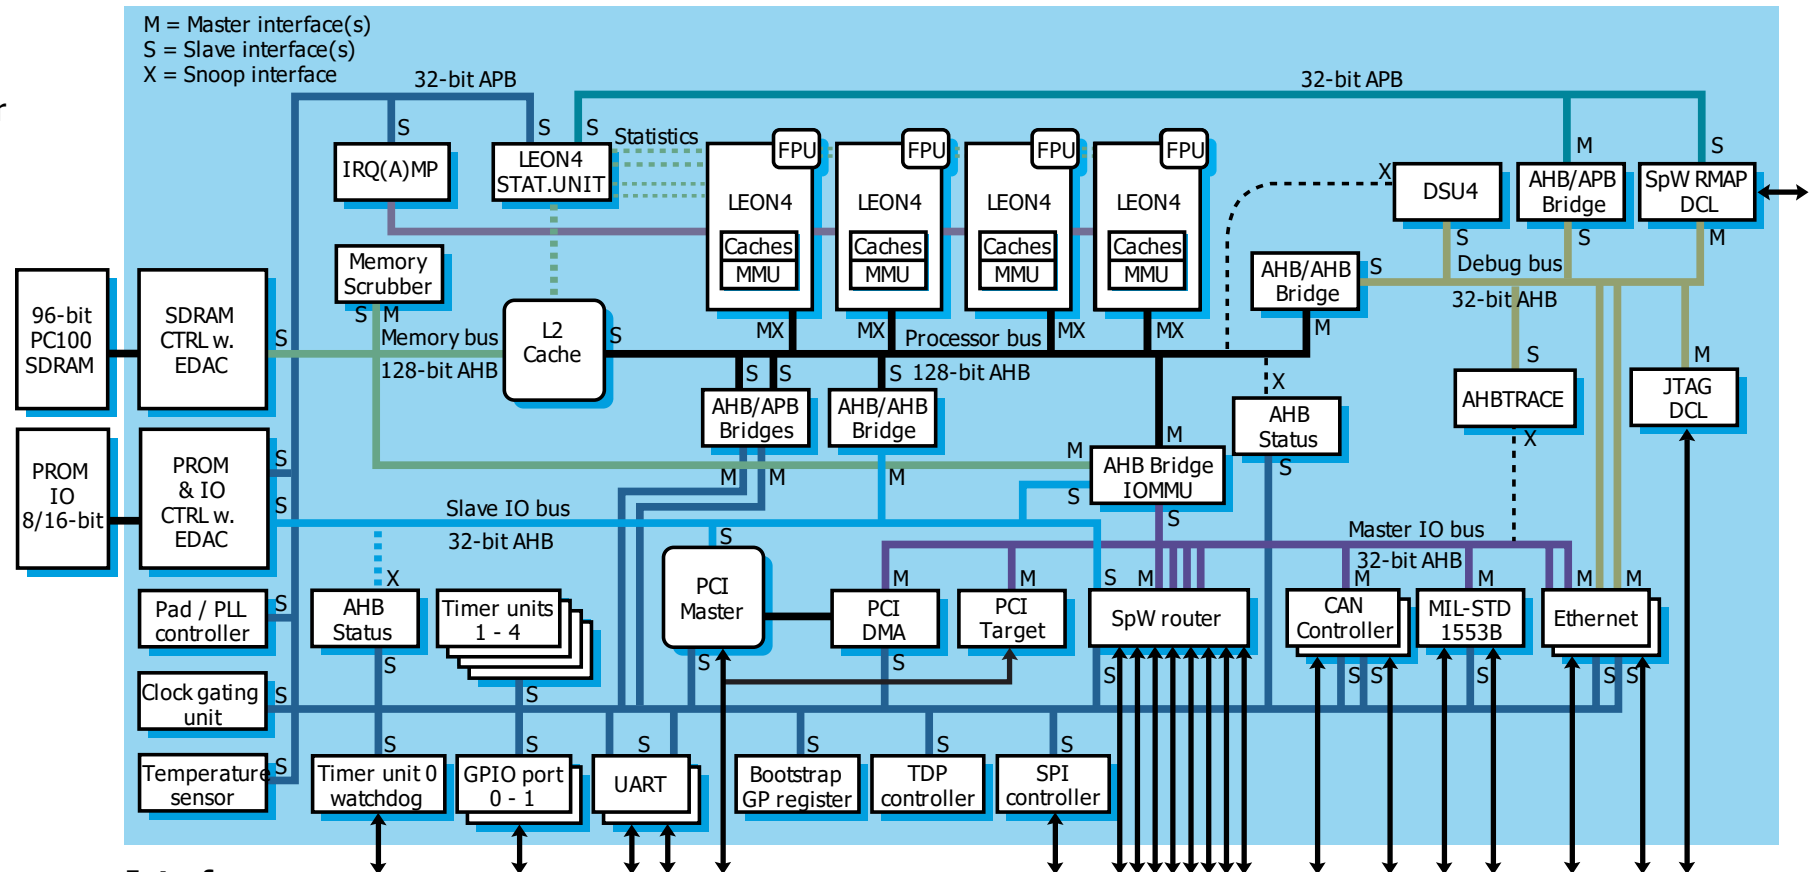 M = Master interface(s)
S = Slave interface(s)
X = Snoop interface
r
32-bit APB
32-bit APB
S
S
S
Statistics
M
S
IRQ(A)MP
LEON4
STAT.UNIT
FPU
LEON4
Caches
MMU
FPU
LEON4
Caches
MMU
FPU
LEON4
Caches
MMU
FPU
LEON4
Caches
MMU
X
DSU4
AHB/APB
Bridge
SpW RMAP
DCL
S
S
M
Memory
Scrubber
S
M
AHB/AHB
Bridge
S
M
Debug bus
32-bit AHB
96-bit
PC100
SDRAM
SDRAM
CTRL w.
EDAC
S
Memory bus
128-bit AHB
L2
Cache
S
MX
MX
MX
MX
Processor bus
128-bit AHB
S
S
S
X
S
M
AHB/APB
Bridges
AHB/AHB
Bridge
AHB
Status
AHBTRACE
JTAG
DCL
M
M
M
M
M
AHB Bridge
IOMMU
S
S
S
X
PROM
IO
8/16-bit
PROM
& IO
CTRL w.
EDAC
S
S
Slave IO bus
32-bit AHB
S
Master IO bus
32-bit AHB
X
M
M
S
M
M
M
M
M
Pad / PLL
controller
S
AHB
Status
Timer units
1 - 4
PCI
Master
PCI
DMA
PCI
Target
SpW router
CAN
Controller
MIL-STD
1553B
Ethernet
S
S
S
S
S
S
S
S
S
S
Clock gating
unit
S
Temperature
sensor
S
S
S
S
S
S
S
Timer unit 0
watchdog
GPIO port
0 - 1
UART
Bootstrap
GP register
TDP
controller
SPI
controller